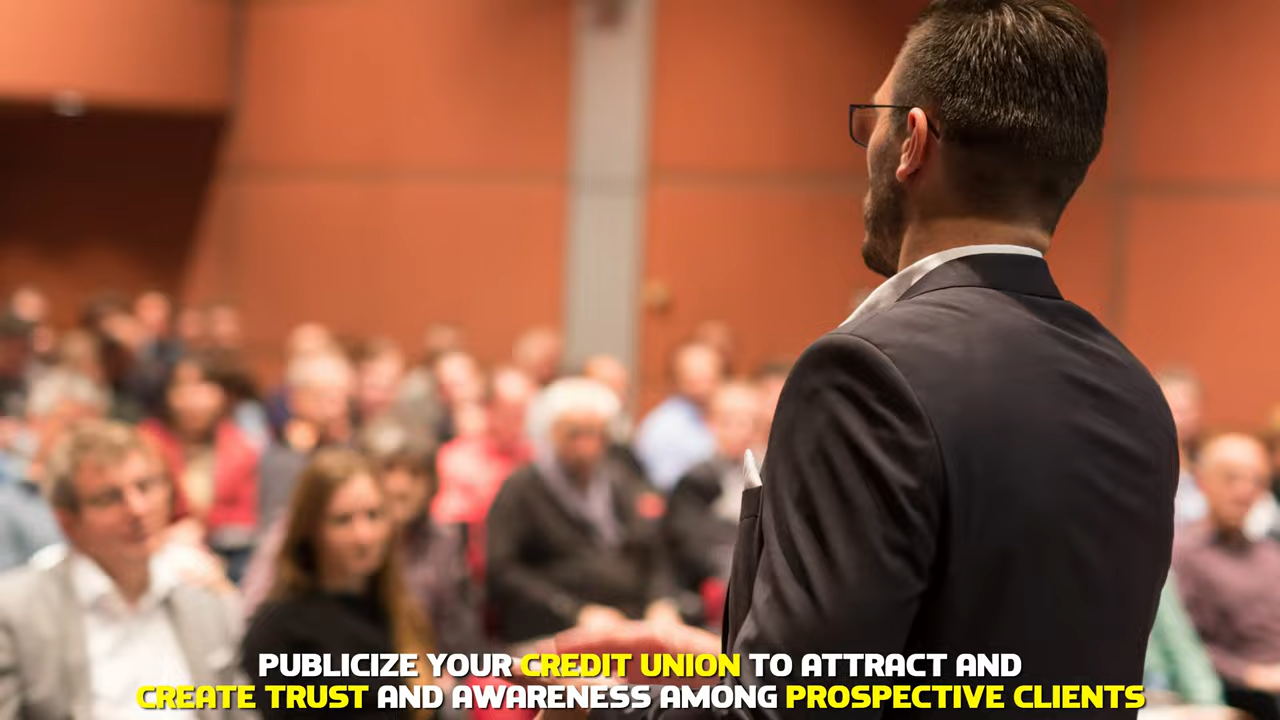 PUBLICIZE YOUR CREDIT UNION TO ATTRACT AND
CREATE TRUST AND AWARENESS AMONG PROSPECTIVE CLIENTS